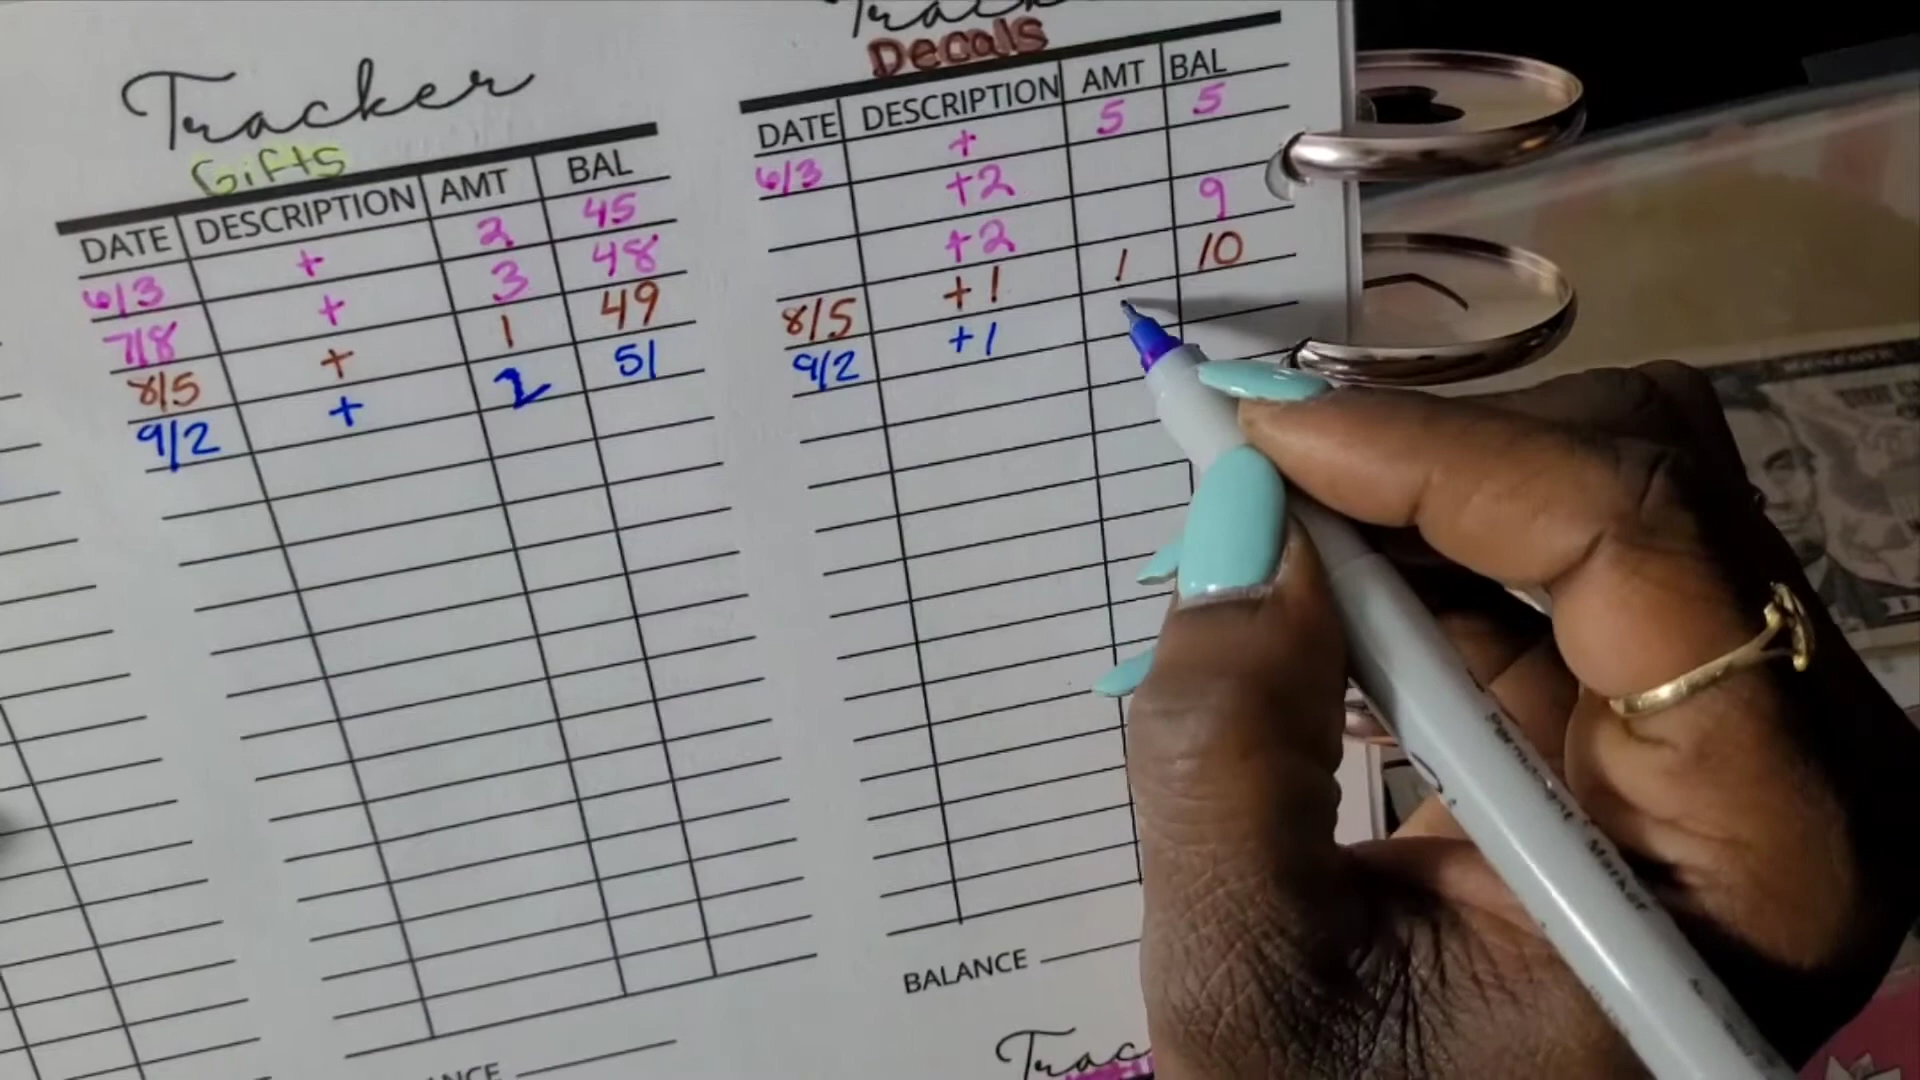 Tracker
Gifts
DATE DESCRIPTION AMT BAL
6/3 + 2 45
7/8 + 3 48
8/5 + 1 49
9/2 + 2 51
Decals
DATE DESCRIPTION AMT BAL
6/3 + 5 5
+2
+2 9
8/5 +1 1 10
9/2 +1
BALANCE
Permanent Marker